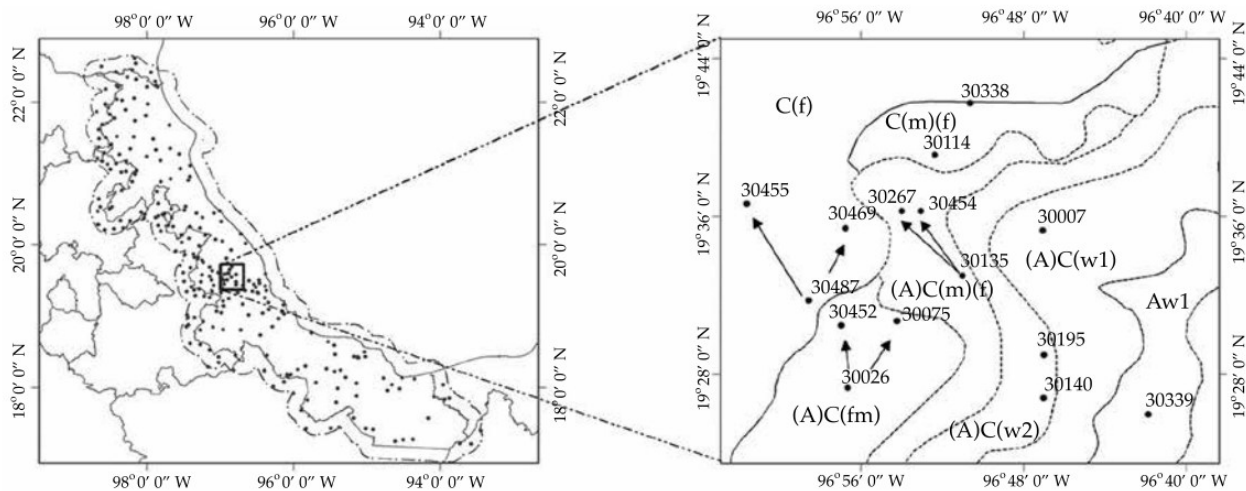 98° 0′ 0″ W 96° 0′ 0″ W 94° 0′ 0″ W
22° 0′ 0″ N
20° 0′ 0″ N
18° 0′ 0″ N
22° 0′ 0″ N
20° 0′ 0″ N
18° 0′ 0″ N
98° 0′ 0″ W 96° 0′ 0″ W 94° 0′ 0″ W
96° 56′ 0″ W 96° 48′ 0″ W 96° 40′ 0″ W
19° 44′ 0″ N
19° 36′ 0″ N
19° 28′ 0″ N
C(f)
30338
C(m)(f)
30114
30455
30469
30267
30454
30007
(A)C(w1)
30135
(A)C(m)(f)
30487
30452
30075
Aw1
30195
30026
30140
30339
(A)C(fm)
(A)C(w2)
19° 44′ 0″ N
19° 36′ 0″ N
19° 28′ 0″ N
96° 56′ 0″ W 96° 48′ 0″ W 96° 40′ 0″ W